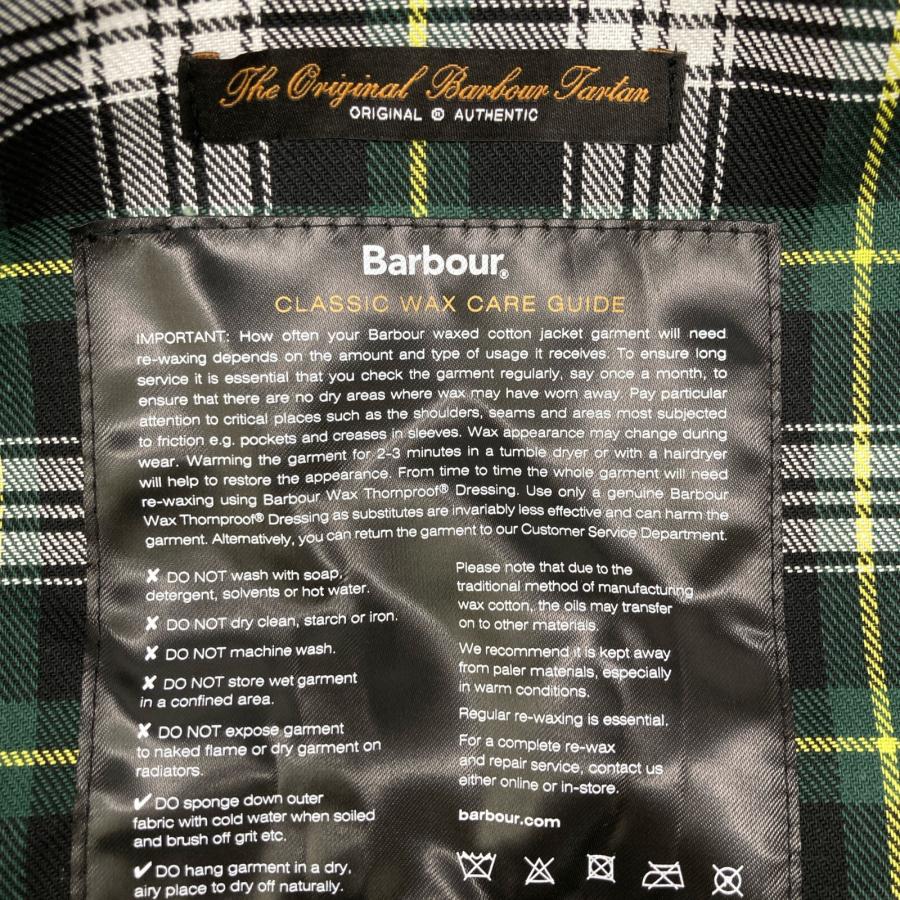 The Original Barbour Tartan
ORIGINAL ® AUTHENTIC
Barbour®
CLASSIC WAX CARE GUIDE
IMPORTANT: How often your Barbour waxed cotton jacket garment will need
re-waxing depends on the amount and type of usage it receives. To ensure long
service it is essential that you check the garment regularly, say once a month, to
ensure that there are no dry areas where wax may have worn away. Pay particular
attention to critical places such as the shoulders, seams and areas most subjected
to friction e.g. pockets and creases in sleeves. Wax appearance may change during
wear. Warming the garment for 2-3 minutes in a tumble dryer or with a hairdryer
will help to restore the appearance. From time to time the whole garment will need
re-waxing using Barbour Wax Thornproof® Dressing. Use only a genuine Barbour
Wax Thornproof® Dressing as substitutes are invariably less effective and can harm the
garment. Alternatively, you can return the garment to our Customer Service Department.
✘ DO NOT wash with soap,
detergent, solvents or hot water.
✘ DO NOT dry clean, starch or iron.
✘ DO NOT machine wash.
✘ DO NOT store wet garment
in a confined area.
✘ DO NOT expose garment
to naked flame or dry garment on
radiators.
✔ DO sponge down outer
fabric with cold water when soiled
and brush off grit etc.
✔ DO hang garment in a dry,
airy place to dry off naturally.
Please note that due to the
traditional method of manufacturing
wax cotton, the oils may transfer
on to other materials.
We recommend it is kept away
from paler materials, especially
in warm conditions.
Regular re-waxing is essential.
For a complete re-wax
and repair service, contact us
either online or in-store.
barbour.com